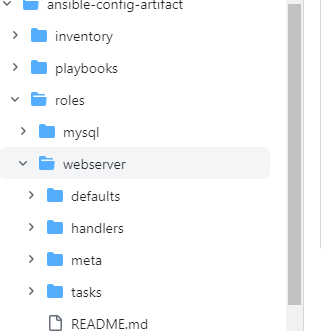 ansible-config-artifact
inventory
playbooks
roles
mysql
webserver
defaults
handlers
meta
tasks
README.md